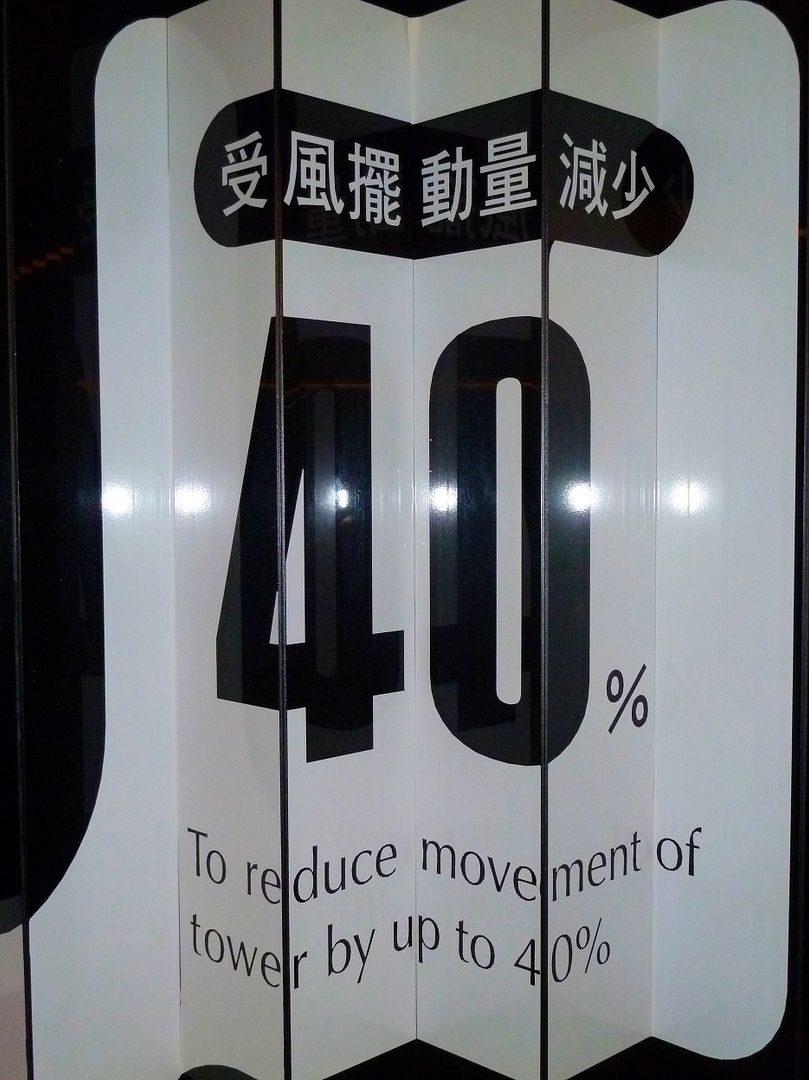 受風擺動量減少
40%
To reduce movement of
tower by up to 40%